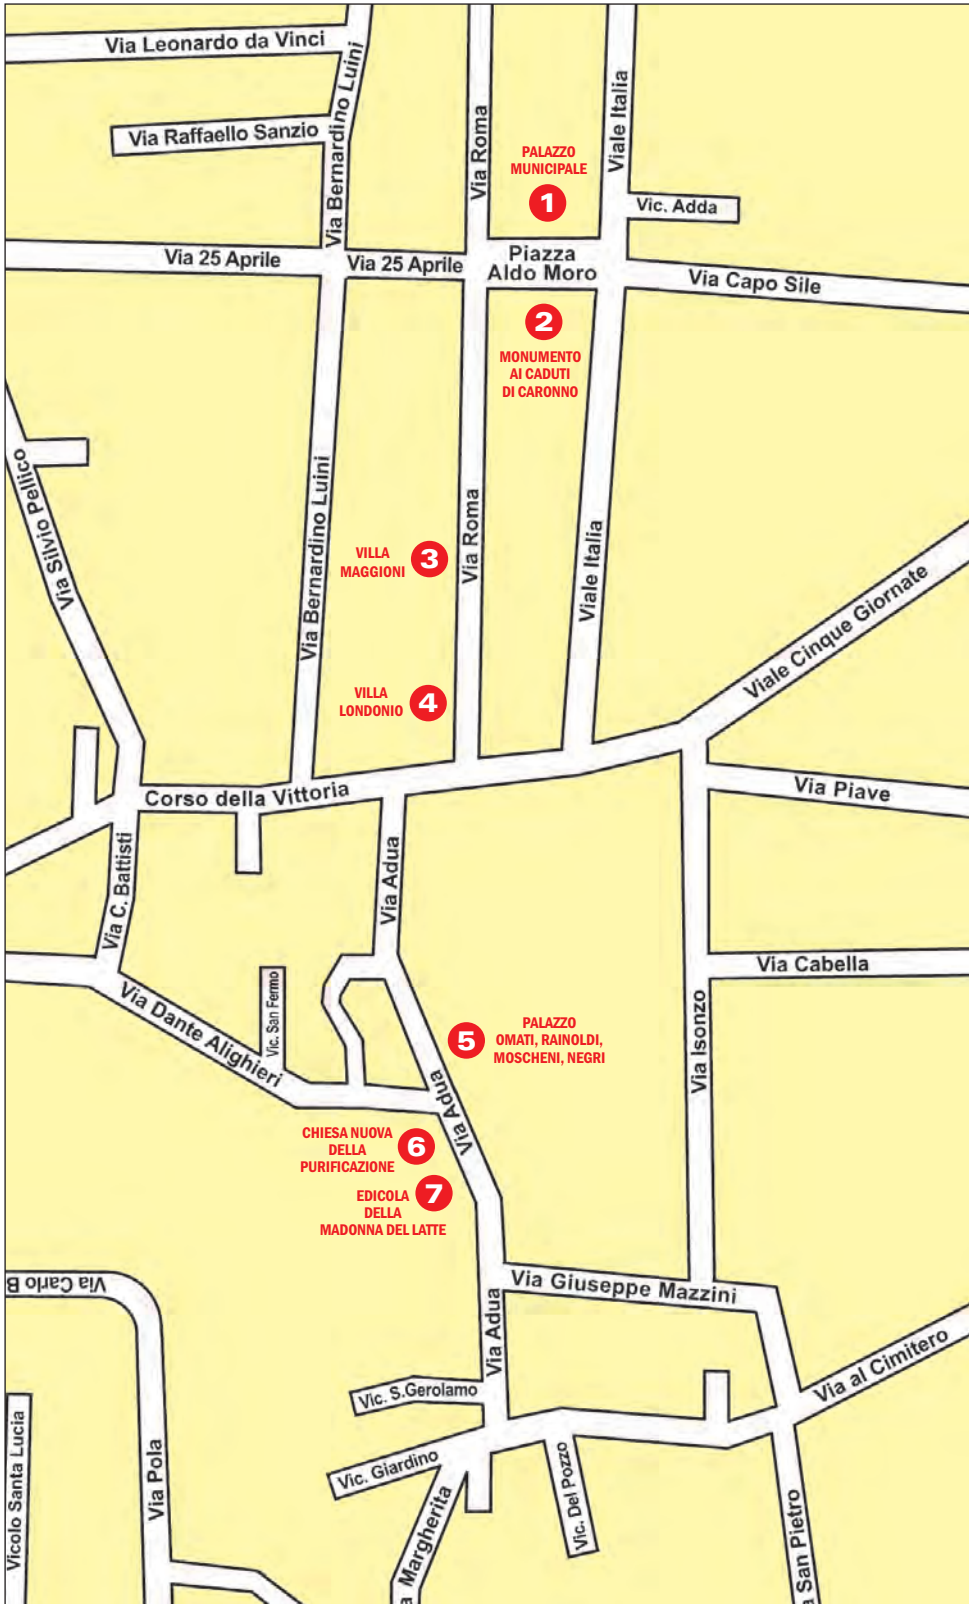 Via Leonardo da Vinci
Via Raffaello Sanzio
Via Bernardino Luini
Via Roma
Viale Italia
PALAZZO
MUNICIPALE
1
Vic. Adda
Via 25 Aprile
Via 25 Aprile
Piazza
Aldo Moro
Via Capo Sile
2
MONUMENTO
AI CADUTI
DI CARONNO
Via Silvio Pellico
Via Bernardino Luini
VILLA
MAGGIONI
3
Via Roma
Viale Italia
Viale Cinque Giornate
VILLA
LONDONIO
4
Corso della Vittoria
Via Piave
Via C. Battisti
Via Adua
Via Cabella
Via Dante Alighieri
Vic. San Fermo
5
PALAZZO
OMATI, RAINOLDI,
MOSCHENI, NEGRI
Via Isonzo
Via Adua
CHIESA NUOVA
DELLA
PURIFICAZIONE
6
EDICOLA
DELLA
MADONNA DEL LATTE
7
Via Carlo B
Via Giuseppe Mazzini
Via Adua
Via al Cimitero
Vic. S.Gerolamo
Vic. Giardino
Vic. Del Pozzo
Vicolo Santa Lucia
Via Pola
a Margherita
a San Pietro